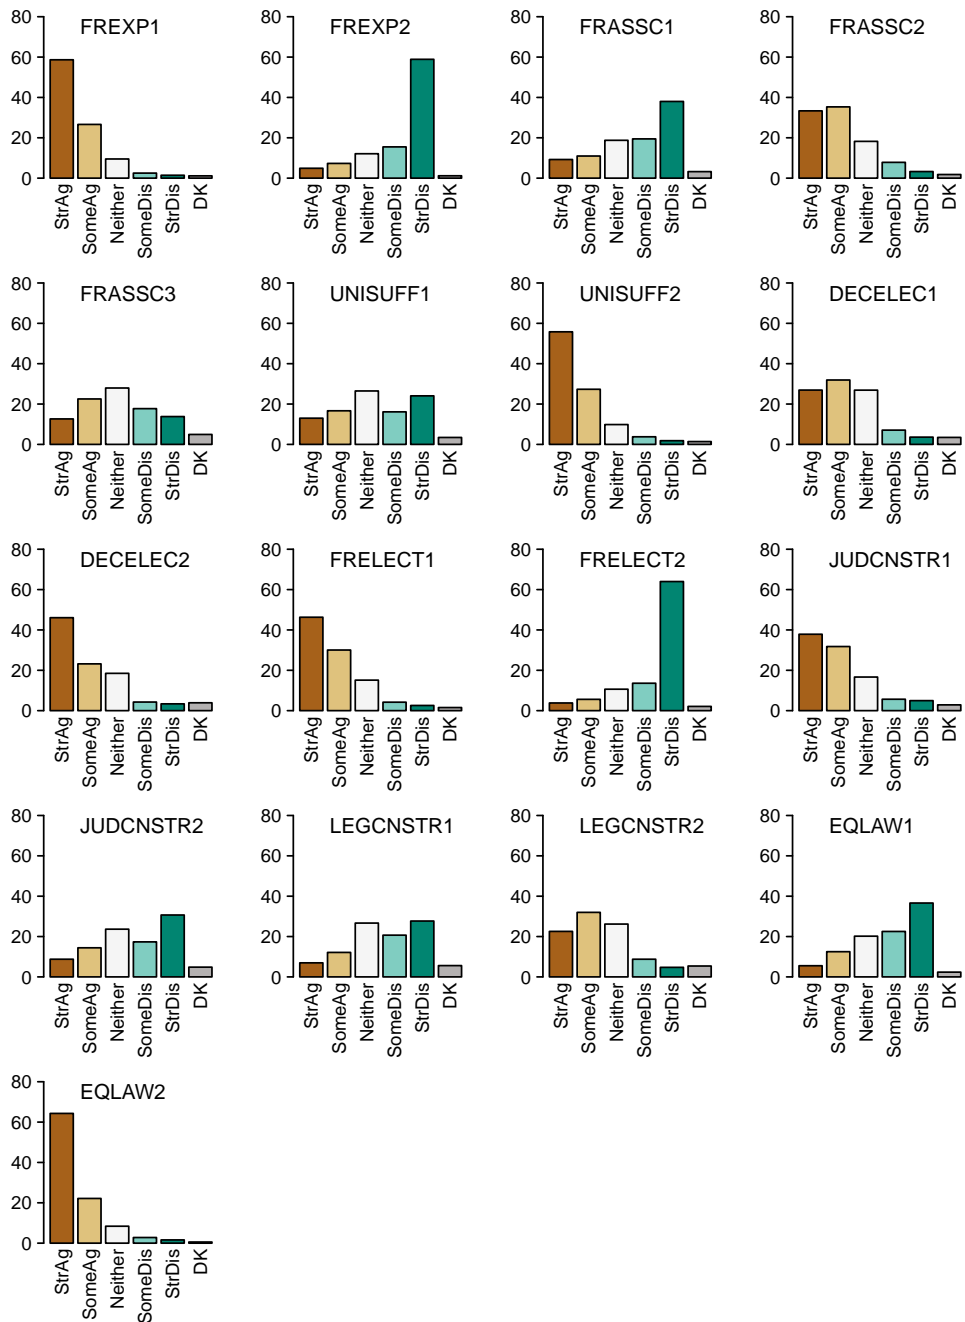 FREXP1
80
60
40
20
0
StrAg
SomeAg
Neither
SomeDis
StrDis
DK
FREXP2
80
60
40
20
0
StrAg
SomeAg
Neither
SomeDis
StrDis
DK
FRASSC1
80
60
40
20
0
StrAg
SomeAg
Neither
SomeDis
StrDis
DK
FRASSC2
80
60
40
20
0
StrAg
SomeAg
Neither
SomeDis
StrDis
DK
FRASSC3
80
60
40
20
0
StrAg
SomeAg
Neither
SomeDis
StrDis
DK
UNISUFF1
80
60
40
20
0
StrAg
SomeAg
Neither
SomeDis
StrDis
DK
UNISUFF2
80
60
40
20
0
StrAg
SomeAg
Neither
SomeDis
StrDis
DK
DECELEC1
80
60
40
20
0
StrAg
SomeAg
Neither
SomeDis
StrDis
DK
DECELEC2
80
60
40
20
0
StrAg
SomeAg
Neither
SomeDis
StrDis
DK
FRELECT1
80
60
40
20
0
StrAg
SomeAg
Neither
SomeDis
StrDis
DK
FRELECT2
80
60
40
20
0
StrAg
SomeAg
Neither
SomeDis
StrDis
DK
JUDCNSTR1
80
60
40
20
0
StrAg
SomeAg
Neither
SomeDis
StrDis
DK
JUDCNSTR2
80
60
40
20
0
StrAg
SomeAg
Neither
SomeDis
StrDis
DK
LEGCNSTR1
80
60
40
20
0
StrAg
SomeAg
Neither
SomeDis
StrDis
DK
LEGCNSTR2
80
60
40
20
0
StrAg
SomeAg
Neither
SomeDis
StrDis
DK
EQLAW1
80
60
40
20
0
StrAg
SomeAg
Neither
SomeDis
StrDis
DK
EQLAW2
80
60
40
20
0
StrAg
SomeAg
Neither
SomeDis
StrDis
DK